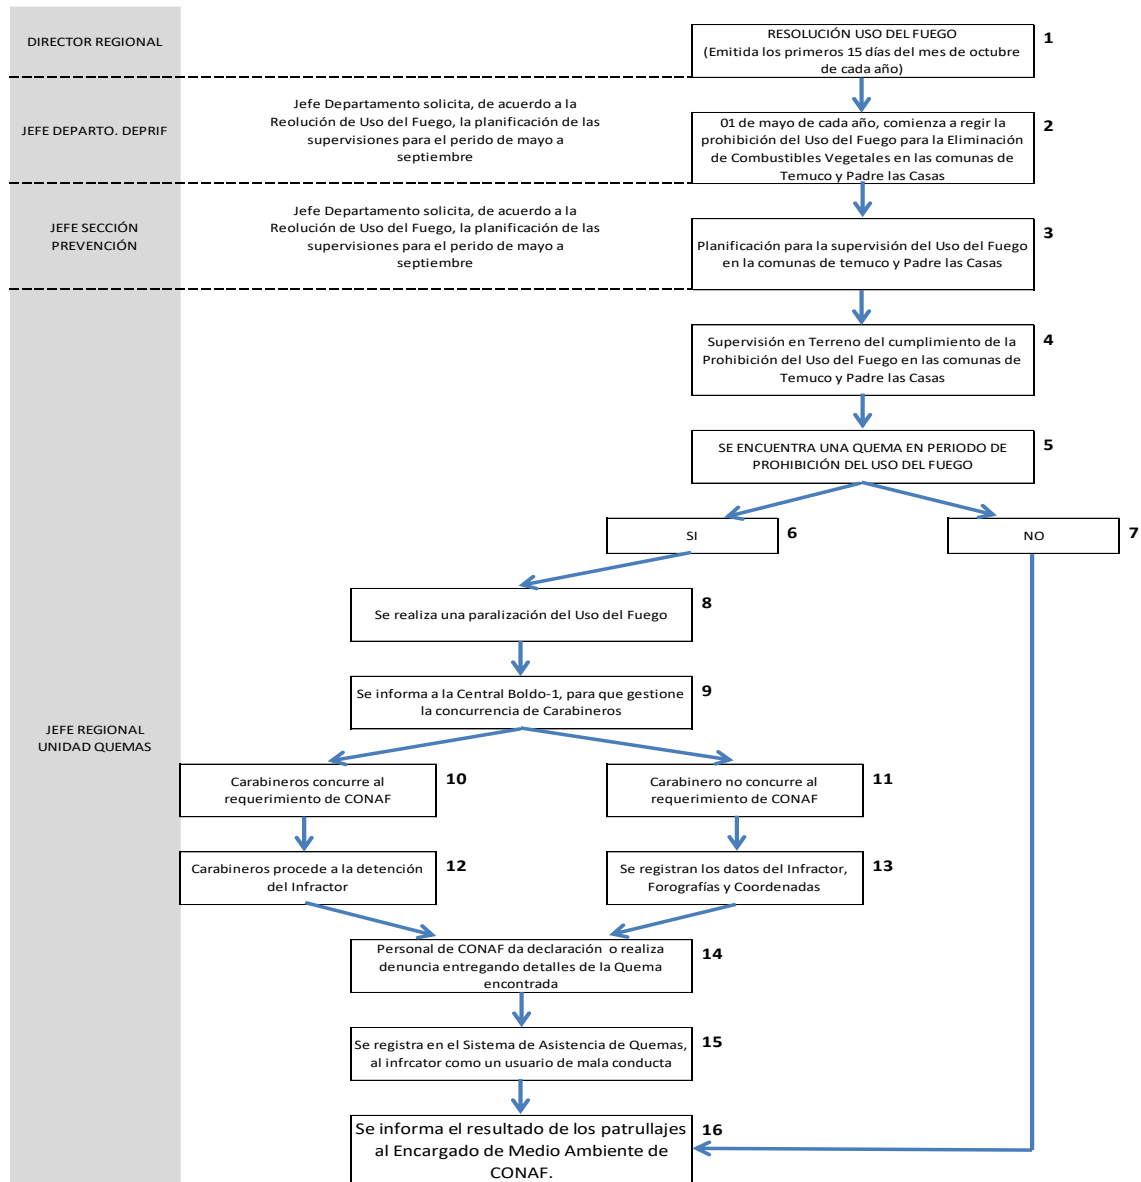 DIRECTOR REGIONAL
RESOLUCIÓN USO DEL FUEGO
(Emitida los primeros 15 días del mes de octubre
de cada año)
1
JEFE DEPARTO. DEPRIF
Jefe Departamento solicita, de acuerdo a la
Reolución de Uso del Fuego, la planificación de las
supervisiones para el perido de mayo a
septiembre
01 de mayo de cada año, comienza a regir la
prohibición del Uso del Fuego para la Eliminación
de Combustibles Vegetales en las comunas de
Temuco y Padre las Casas
2
JEFE SECCIÓN
PREVENCIÓN
Jefe Departamento solicita, de acuerdo a la
Reolución de Uso del Fuego, la planificación de las
supervisiones para el perido de mayo a
septiembre
Planificación para la supervisión del Uso del Fuego
en la comunas de temuco y Padre las Casas
3
Supervisión en Terreno del cumplimiento de la
Prohibición del Uso del Fuego en las comunas de
Temuco y Padre las Casas
4
SE ENCUENTRA UNA QUEMA EN PERIODO DE
PROHIBICIÓN DEL USO DEL FUEGO
5
SI
6
NO
7
Se realiza una paralización del Uso del Fuego
8
Se informa a la Central Boldo-1, para que gestione
la concurrencia de Carabineros
9
JEFE REGIONAL
UNIDAD QUEMAS
Carabineros concurre al
requerimiento de CONAF
10
Carabinero no concurre al
requerimiento de CONAF
11
Carabineros procede a la detención
del Infractor
12
Se registran los datos del Infractor,
Forografías y Coordenadas
13
Personal de CONAF da declaración o realiza
denuncia entregando detalles de la Quema
encontrada
14
Se registra en el Sistema de Asistencia de Quemas,
al infrcator como un usuario de mala conducta
15
Se informa el resultado de los patrullajes
al Encargado de Medio Ambiente de
CONAF.
16